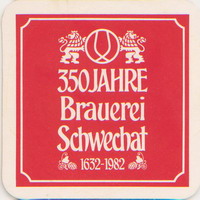 350 JAHRE
Brauerei
Schwechat
1632-1982